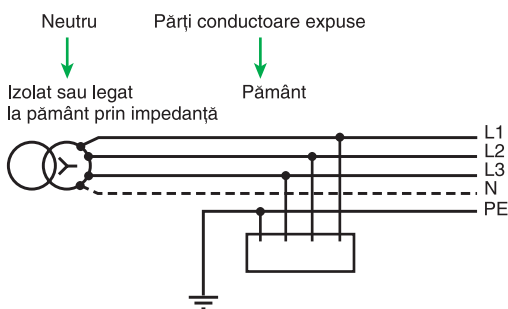 Neutru
Părți conductoare expuse
Izolat sau legat
la pământ prin impedanță
Pământ
L1
L2
L3
N
PE